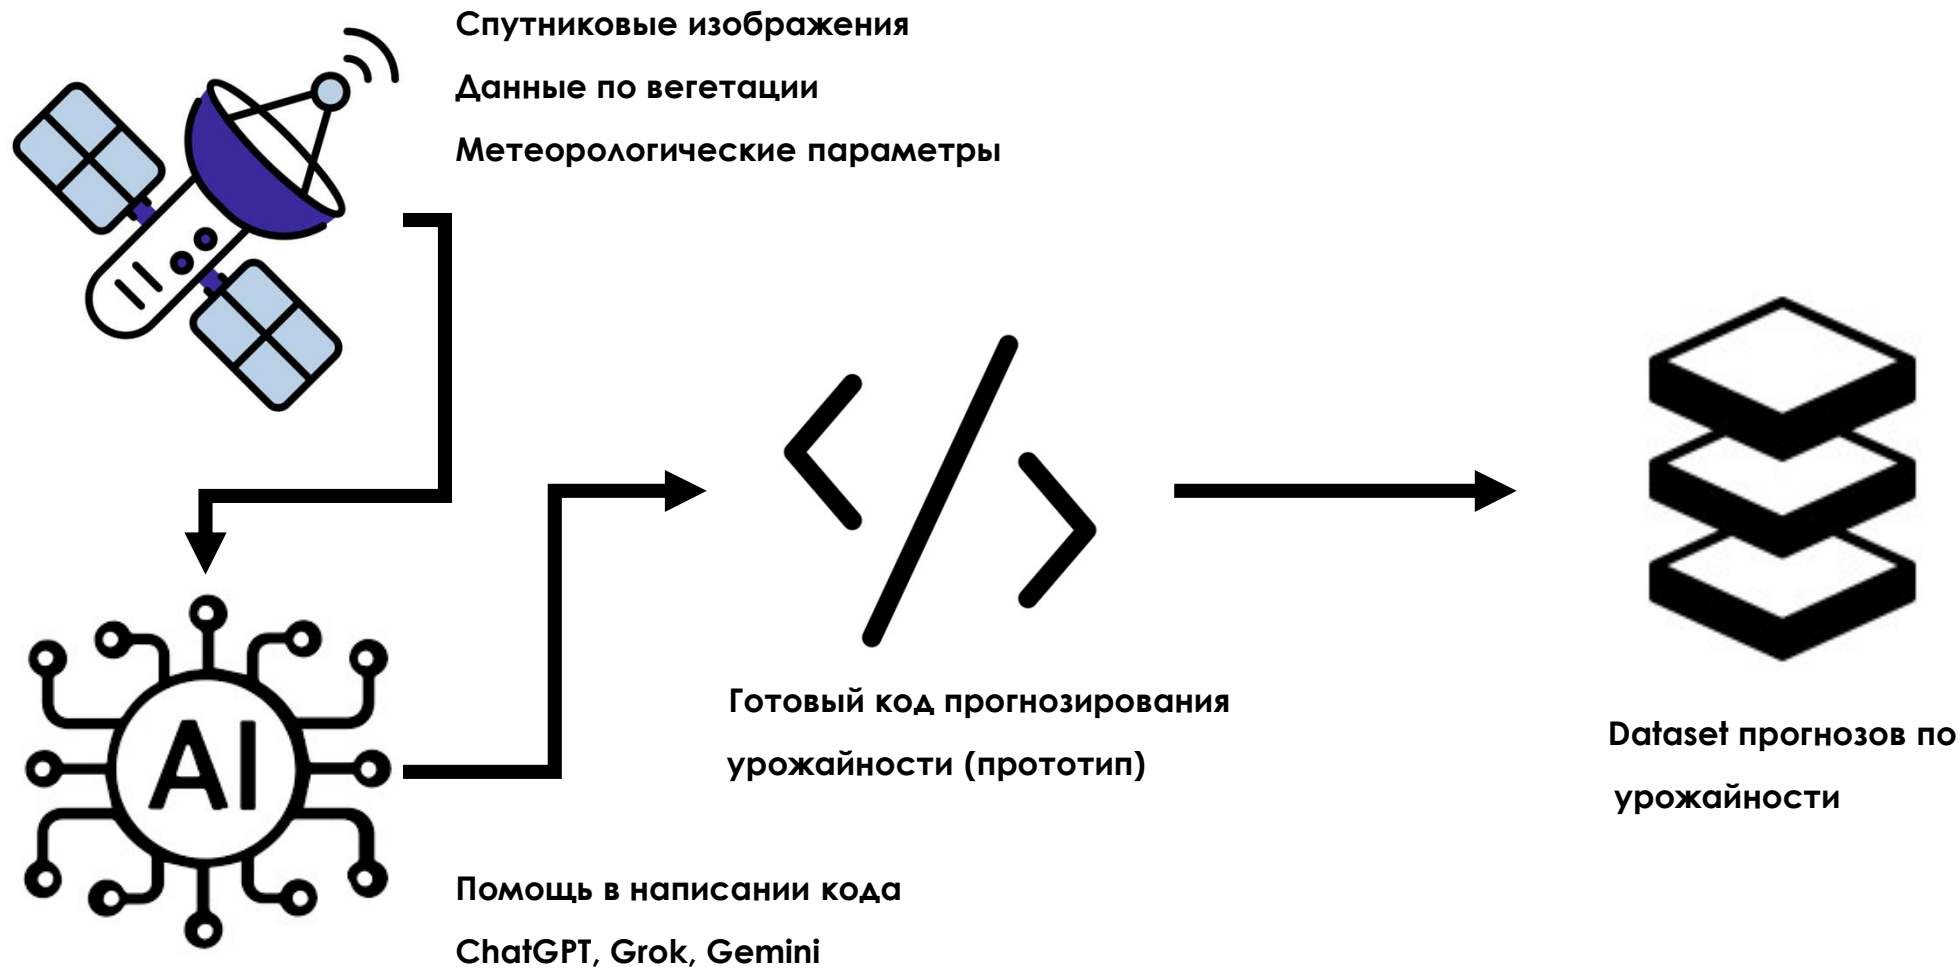 Спутниковые изображения
Данные по вегетации
Метеорологические параметры
AI
Готовый код прогнозирования
урожайности (прототип)
Dataset прогнозов по
урожайности
Помощь в написании кода
ChatGPT, Grok, Gemini